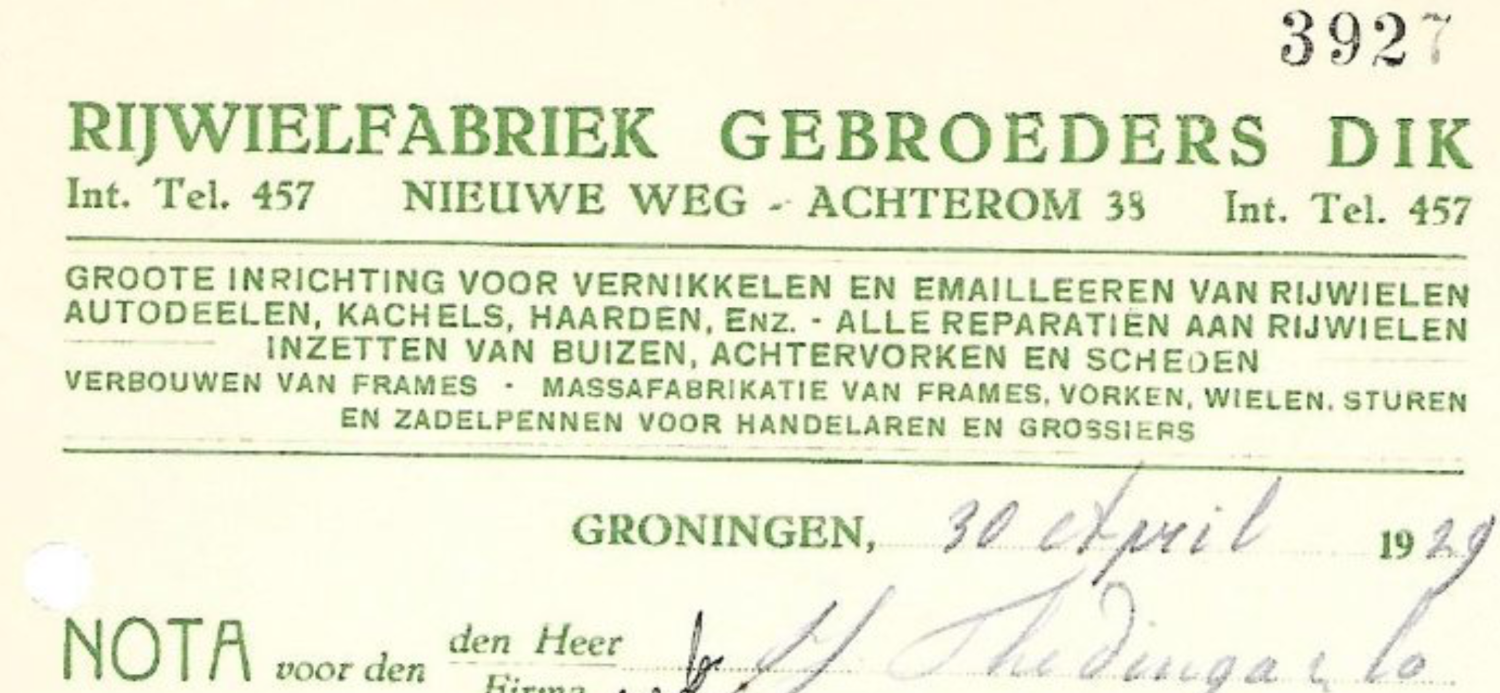 3927
RIJWIELFABRIEK GEBROEDERS DIK
Int. Tel. 457 NIEUWE WEG - ACHTEROM 38 Int. Tel. 457
GROOTE INRICHTING VOOR VERNIKKELEN EN EMAILLEEREN VAN RIJWIELEN
AUTODEELEN, KACHELS, HAARDEN, ENZ. - ALLE REPARATIËN AAN RIJWIELEN
INZETTEN VAN BUIZEN, ACHTERVORKEN EN SCHEDEN
VERBOUWEN VAN FRAMES - MASSAFABRIKATIE VAN FRAMES, VORKEN, WIELEN, STUREN
EN ZADELPENNEN VOOR HANDELAREN EN GROSSIERS
GRONINGEN, 30 April 1929
NOTA voor den den Heer
Firma